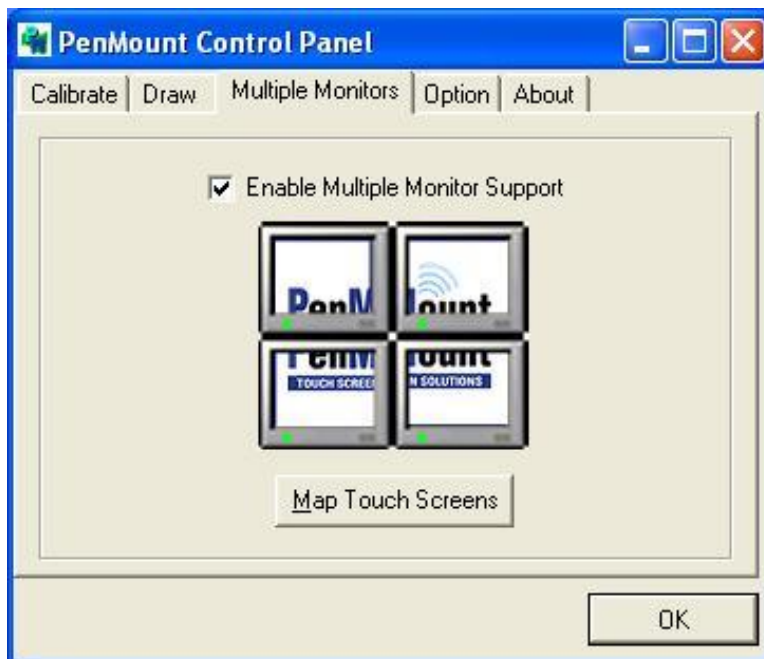 PenMount Control Panel
Calibrate Draw Multiple Monitors Option About
Enable Multiple Monitor Support
PenMount
PenMount
TOUCH SCREEN SOLUTIONS
Map Touch Screens
OK